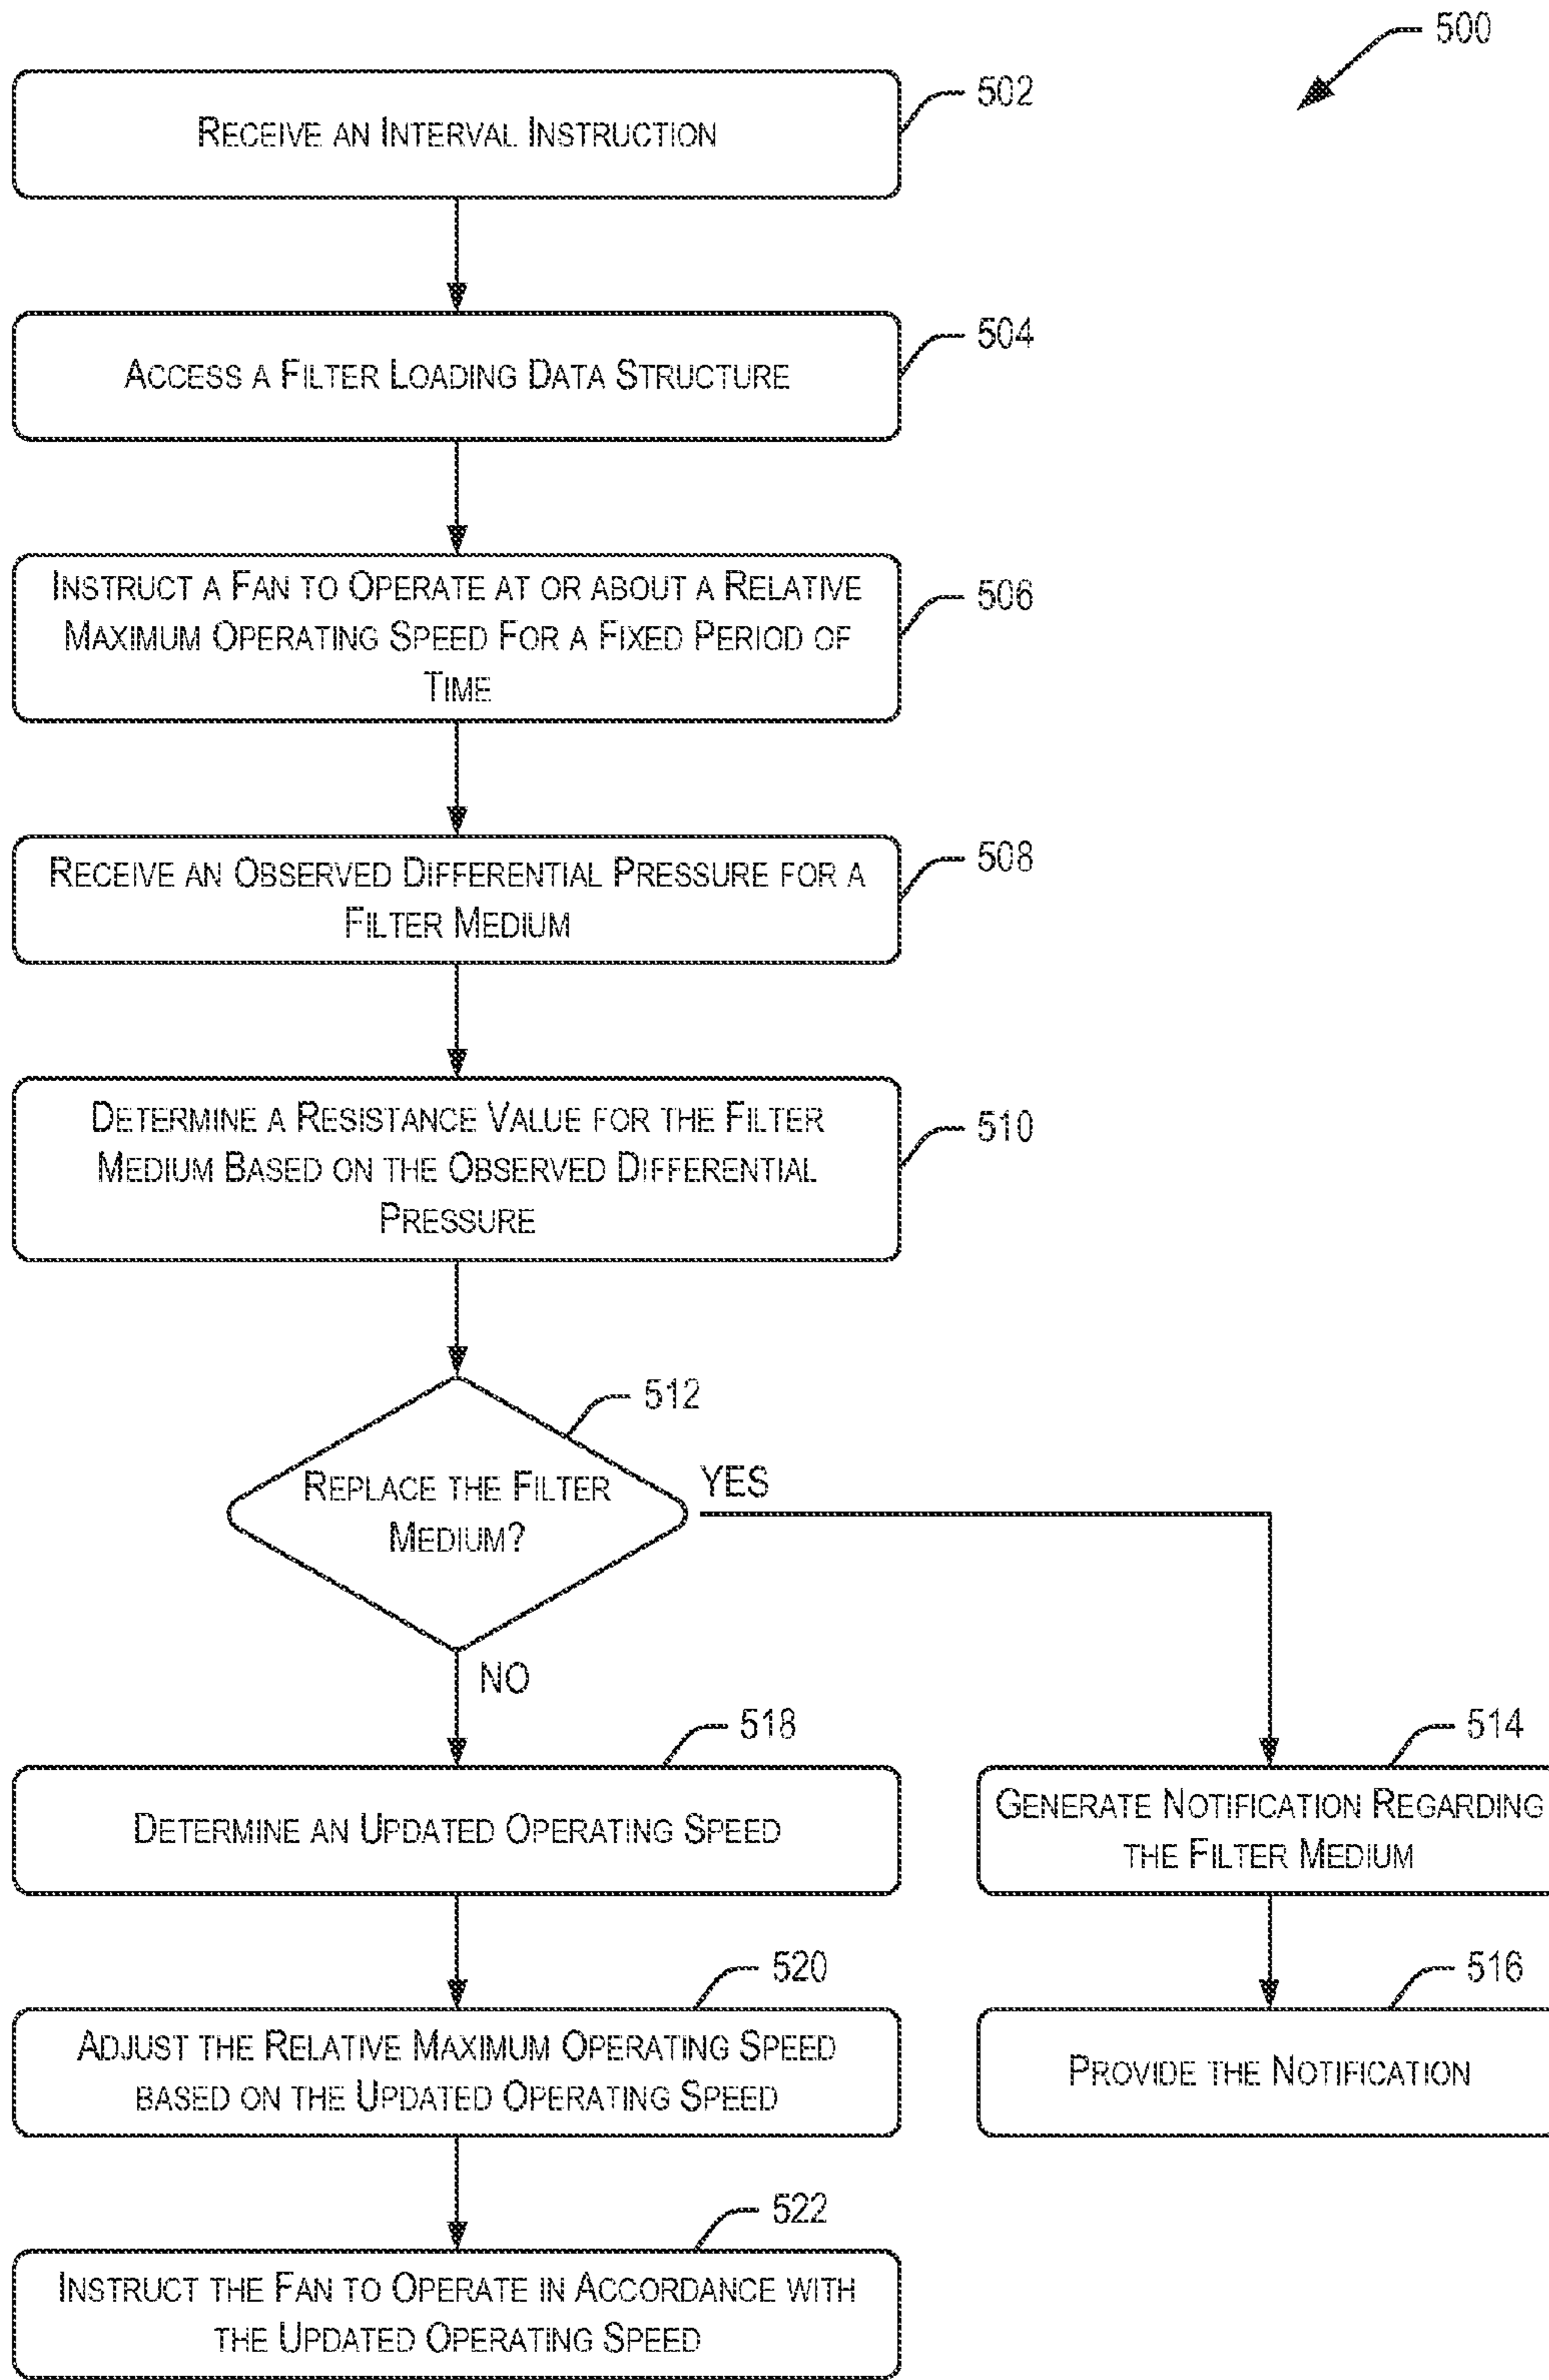 500
502
RECEIVE AN INTERVAL INSTRUCTION
504
ACCESS A FILTER LOADING DATA STRUCTURE
506
INSTRUCT A FAN TO OPERATE AT OR ABOUT A RELATIVE
MAXIMUM OPERATING SPEED FOR A FIXED PERIOD OF
TIME
508
RECEIVE AN OBSERVED DIFFERENTIAL PRESSURE FOR A
FILTER MEDIUM
510
DETERMINE A RESISTANCE VALUE FOR THE FILTER
MEDIUM BASED ON THE OBSERVED DIFFERENTIAL
PRESSURE
512
REPLACE THE FILTER
MEDIUM?
YES
NO
518
DETERMINE AN UPDATED OPERATING SPEED
514
GENERATE NOTIFICATION REGARDING
THE FILTER MEDIUM
520
ADJUST THE RELATIVE MAXIMUM OPERATING SPEED
BASED ON THE UPDATED OPERATING SPEED
516
PROVIDE THE NOTIFICATION
522
INSTRUCT THE FAN TO OPERATE IN ACCORDANCE WITH
THE UPDATED OPERATING SPEED